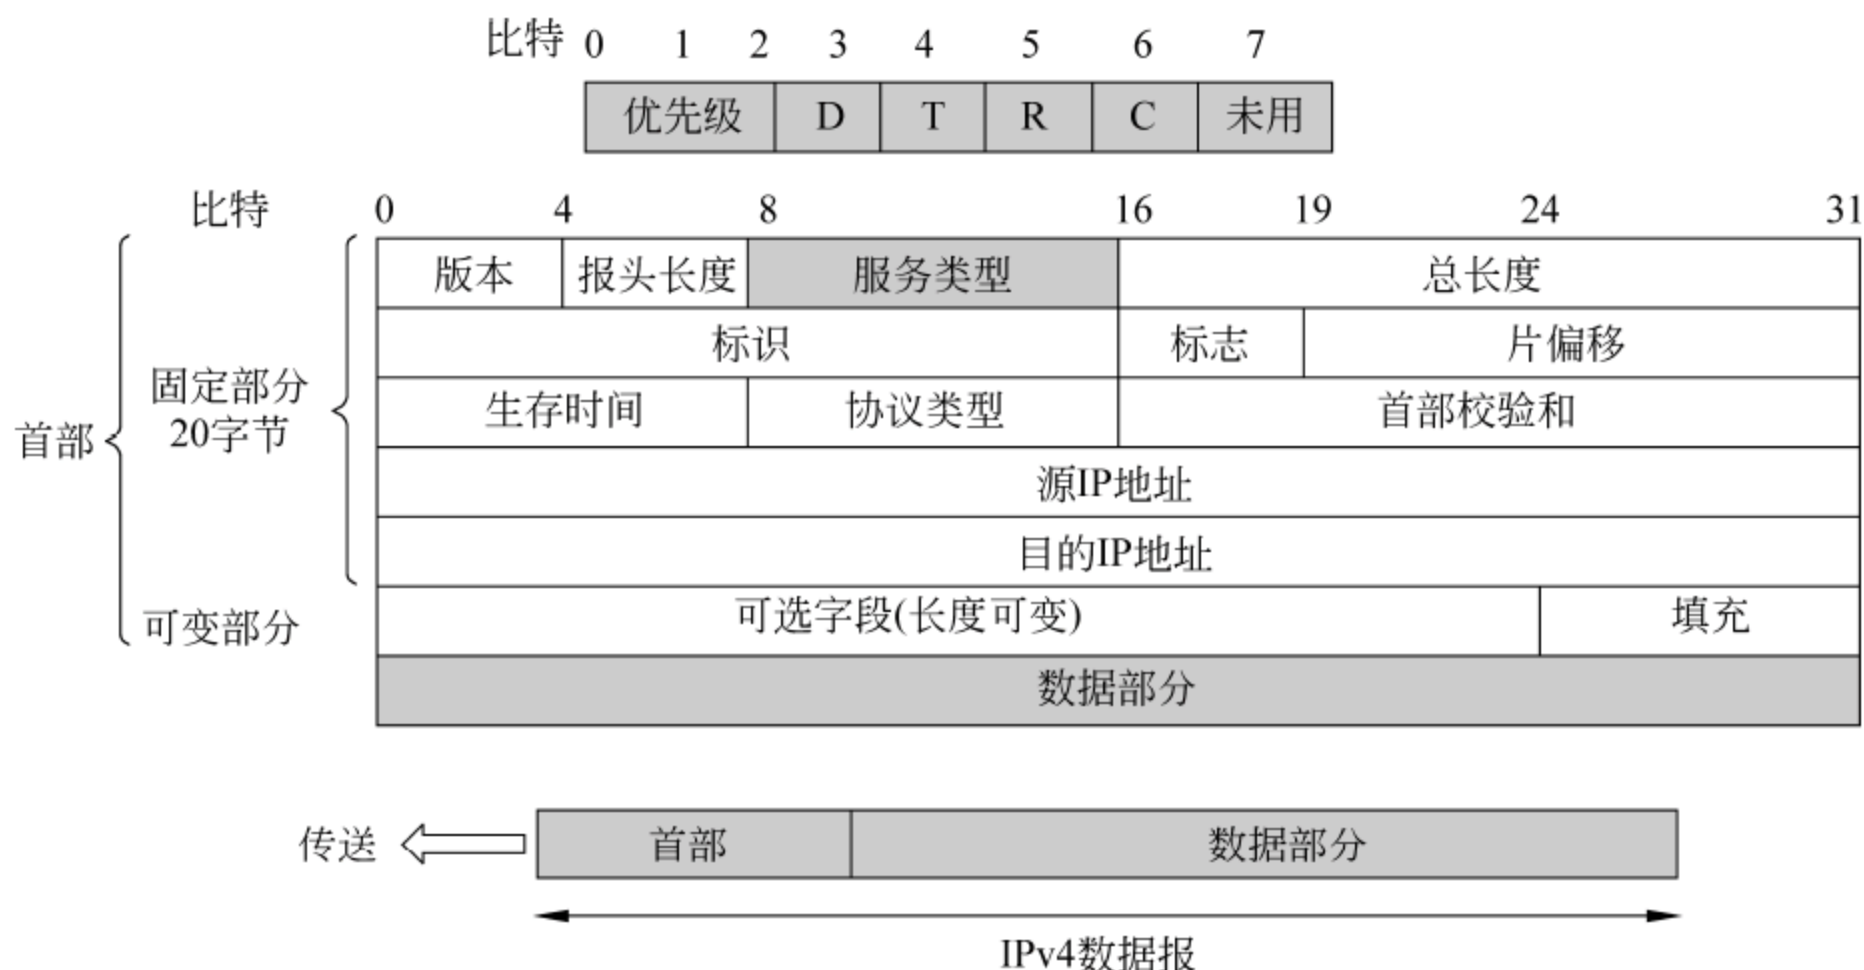 比特 0 1 2 3 4 5 6 7
优先级 D T R C 未用
比特 0 4 8 16 19 24 31
版本 报头长度 服务类型 总长度
标识 标志 片偏移
固定部分
20字节
生存时间 协议类型 首部校验和
首部
源IP地址
目的IP地址
可变部分 可选字段(长度可变) 填充
数据部分
传送 首部 数据部分
IPv4数据报